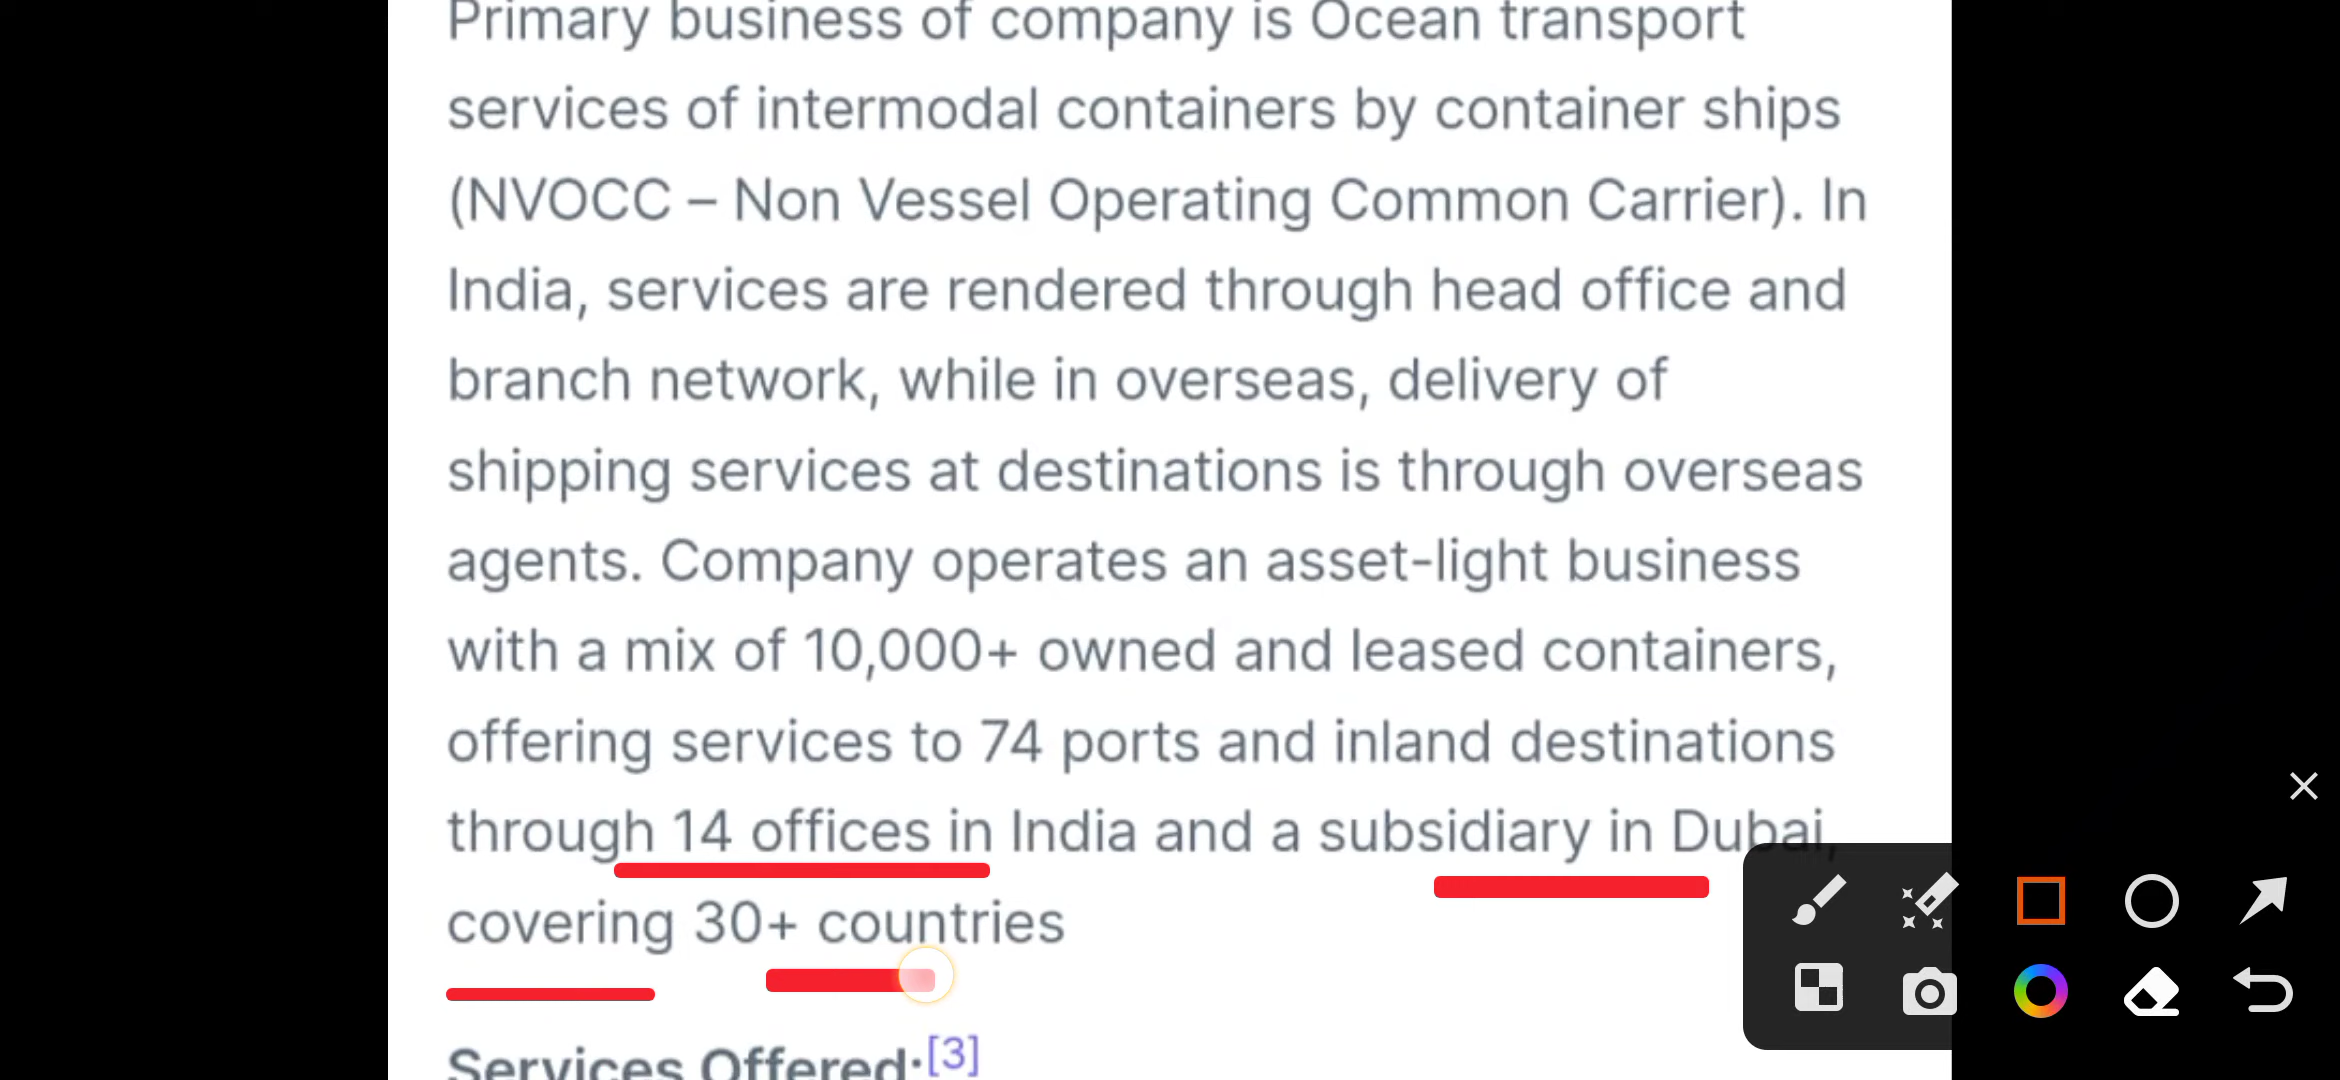 Primary business of company is Ocean transport
services of intermodal containers by container ships
(NVOCC – Non Vessel Operating Common Carrier). In
India, services are rendered through head office and
branch network, while in overseas, delivery of
shipping services at destinations is through overseas
agents. Company operates an asset-light business
with a mix of 10,000+ owned and leased containers,
offering services to 74 ports and inland destinations
through 14 offices in India and a subsidiary in Dubai,
covering 30+ countries
Services Offered:[3]